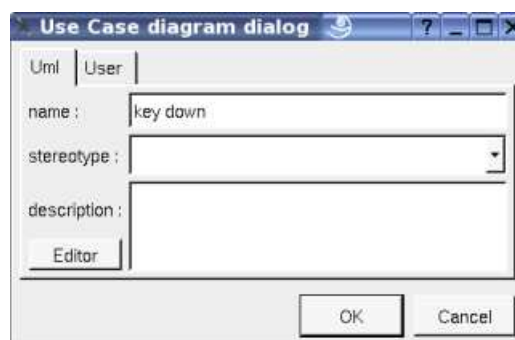 Use Case diagram dialog ?
Uml User
name : key down
stereotype :
description :
Editor
OK Cancel